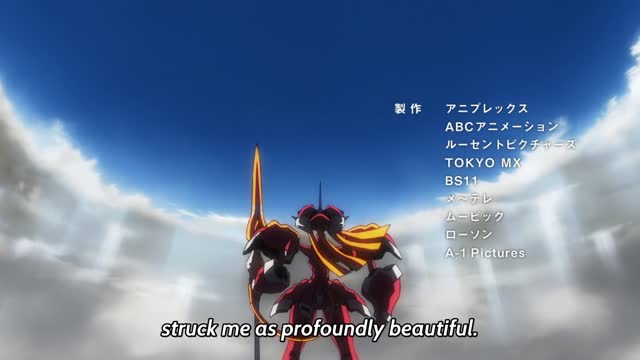 製作 アニプレックス
ABCアニメーション
ルーセントピクチャーズ
TOKYO MX
BS11
メ〜テレ
ムービック
ローソン
A-1 Pictures
struck me as profoundly beautiful.